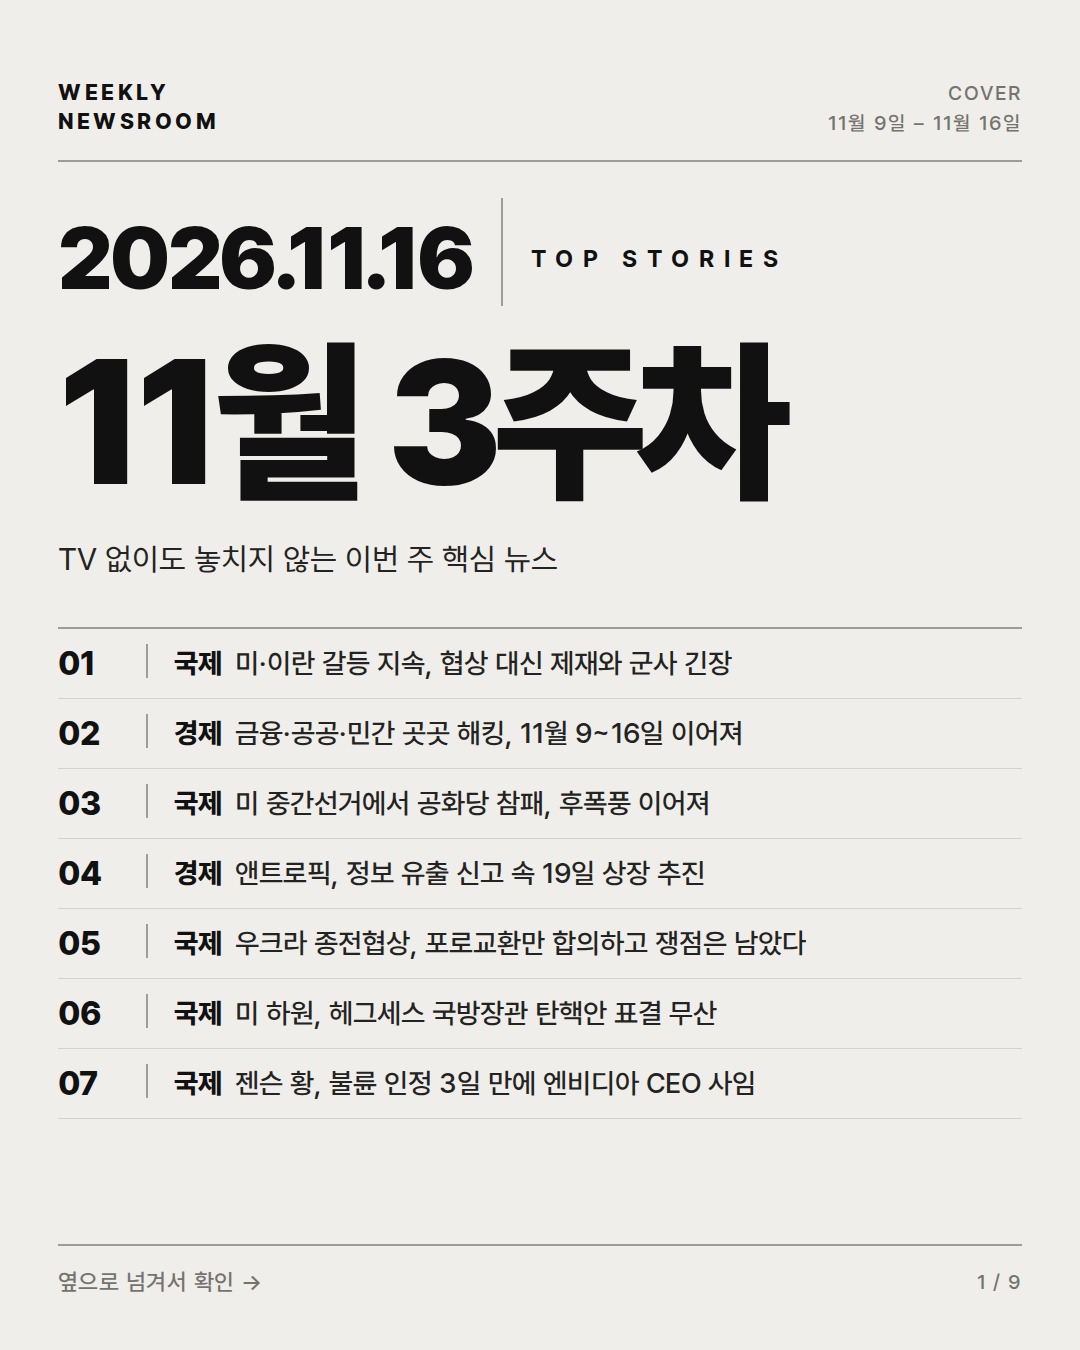 WEEKLY
NEWSROOM
COVER
11월 9일 – 11월 16일
2026.11.16
TOP STORIES
11월 3주차
TV 없이도 놓치지 않는 이번 주 핵심 뉴스
01 국제 미·이란 갈등 지속, 협상 대신 제재와 군사 긴장
02 경제 금융·공공·민간 곳곳 해킹, 11월 9~16일 이어져
03 국제 미 중간선거에서 공화당 참패, 후폭풍 이어져
04 경제 앤트로픽, 정보 유출 신고 속 19일 상장 추진
05 국제 우크라 종전협상, 포로교환만 합의하고 쟁점은 남았다
06 국제 미 하원, 헤그세스 국방장관 탄핵안 표결 무산
07 국제 젠슨 황, 불륜 인정 3일 만에 엔비디아 CEO 사임
옆으로 넘겨서 확인 →
1 / 9